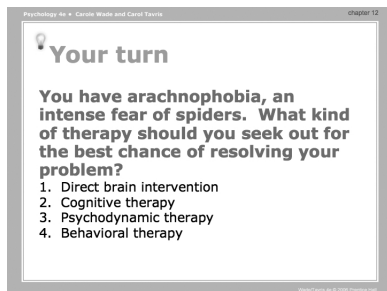 Psychology 4e • Carole Wade and Carol Tavris
chapter 12
Your turn
You have arachnophobia, an
intense fear of spiders. What kind
of therapy should you seek out for
the best chance of resolving your
problem?
1. Direct brain intervention
2. Cognitive therapy
3. Psychodynamic therapy
4. Behavioral therapy